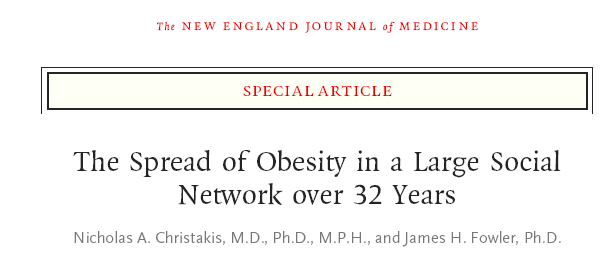 The NEW ENGLAND JOURNAL of MEDICINE
SPECIAL ARTICLE
The Spread of Obesity in a Large Social
Network over 32 Years
Nicholas A. Christakis, M.D., Ph.D., M.P.H., and James H. Fowler, Ph.D.